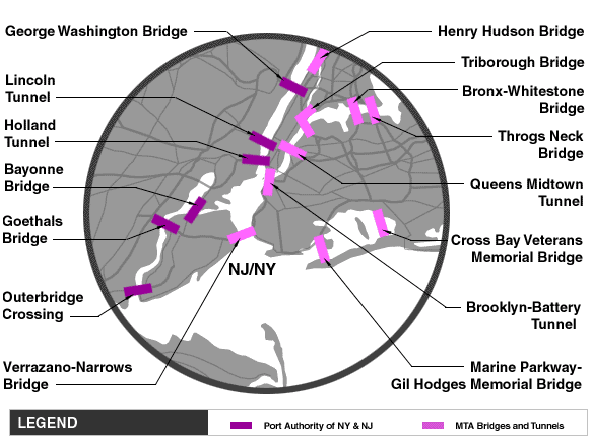 George Washington Bridge
Lincoln
Tunnel
Holland
Tunnel
Bayonne
Bridge
Goethals
Bridge
Outerbridge
Crossing
Verrazano-Narrows
Bridge
Henry Hudson Bridge
Triborough Bridge
Bronx-Whitestone
Bridge
Throgs Neck
Bridge
Queens Midtown
Tunnel
Cross Bay Veterans
Memorial Bridge
Brooklyn-Battery
Tunnel
Marine Parkway-
Gil Hodges Memorial Bridge
NJ/NY
LEGEND
Port Authority of NY & NJ
MTA Bridges and Tunnels